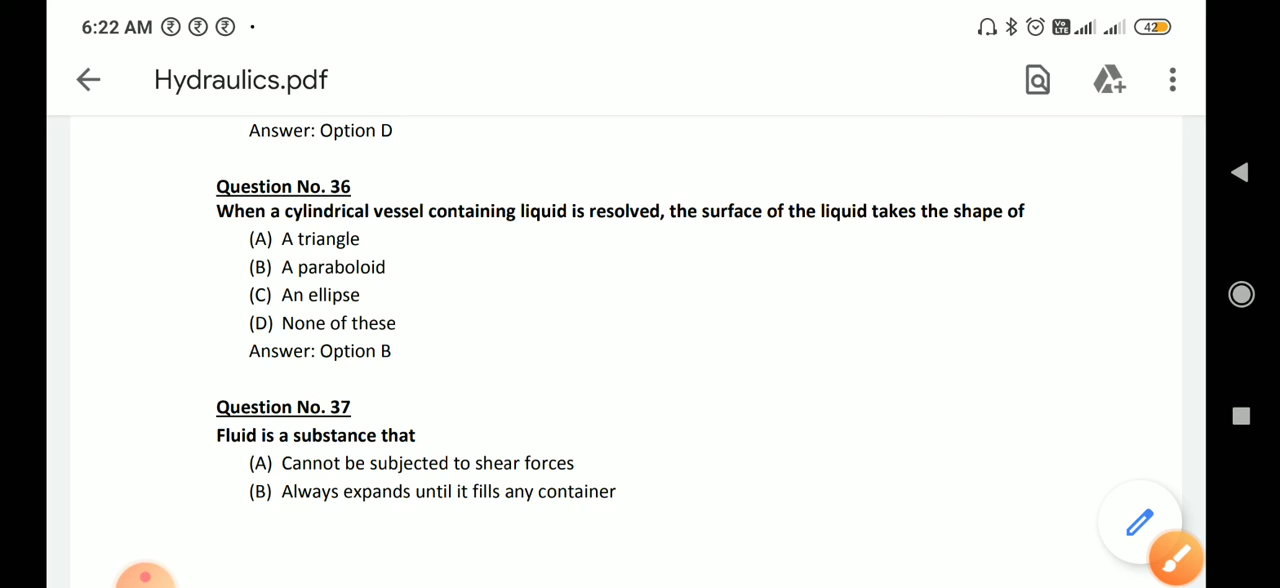 6:22 AM
Vo LTE
42
Hydraulics.pdf
Answer: Option D
Question No. 36
When a cylindrical vessel containing liquid is resolved, the surface of the liquid takes the shape of
(A) A triangle
(B) A paraboloid
(C) An ellipse
(D) None of these
Answer: Option B
Question No. 37
Fluid is a substance that
(A) Cannot be subjected to shear forces
(B) Always expands until it fills any container